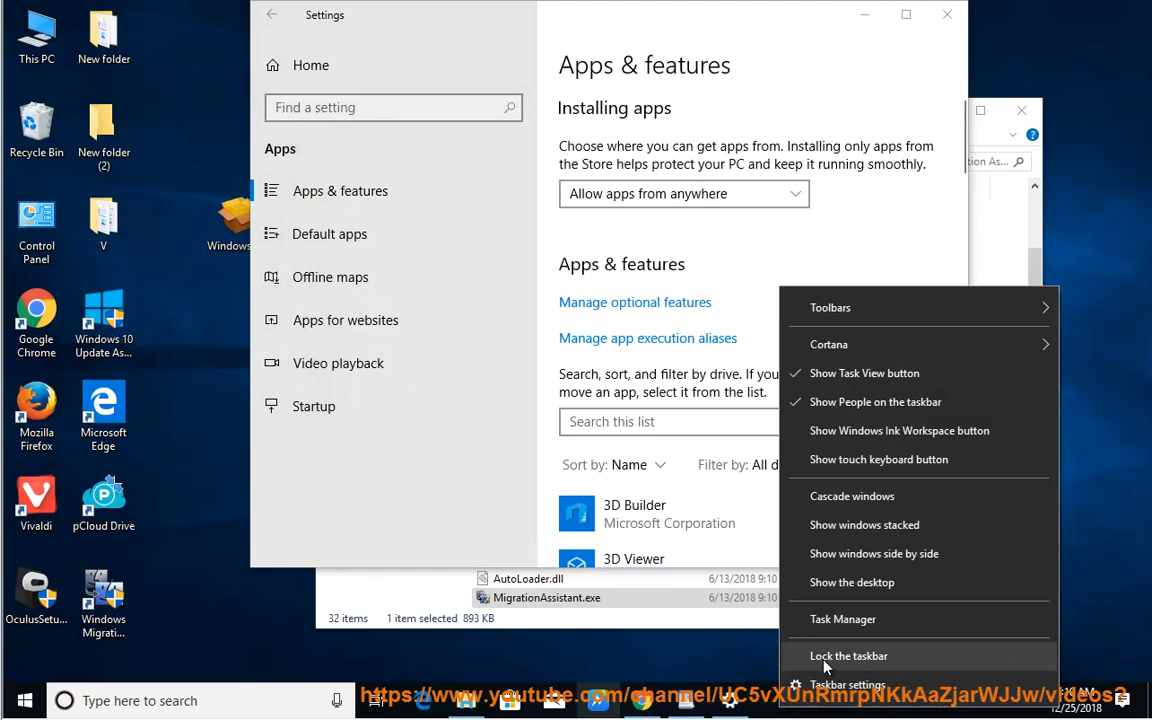 This PC
New folder
Recycle Bin
New folder
(2)
Control
Panel
V
Windows
Google
Chrome
Windows 10
Update As...
Mozilla
Firefox
Microsoft
Edge
Vivaldi
pCloud Drive
OculusSetu...
Windows
Migrati...
Settings
Home
Find a setting
Apps
Apps & features
Default apps
Offline maps
Apps for websites
Video playback
Startup
Apps & features
Installing apps
Choose where you can get apps from. Installing only apps from
the Store helps protect your PC and keep it running smoothly.
Allow apps from anywhere
Apps & features
Manage optional features
Manage app execution aliases
Search, sort, and filter by drive. If you
move an app, select it from the list.
Search this list
Sort by: Name
Filter by: All d
3D Builder
Microsoft Corporation
3D Viewer
ion As...
AutoLoader.dll 6/13/2018 9:10
MigrationAssistant.exe 6/13/2018 9:10
32 items 1 item selected 893 KB
Toolbars
Cortana
Show Task View button
Show People on the taskbar
Show Windows Ink Workspace button
Show touch keyboard button
Cascade windows
Show windows stacked
Show windows side by side
Show the desktop
Task Manager
Lock the taskbar
Taskbar settings
Type here to search
https://www.youtube.com/channel/UC5vXUnRmrpNKkAaZjarWJJw/videos?
12/25/2018